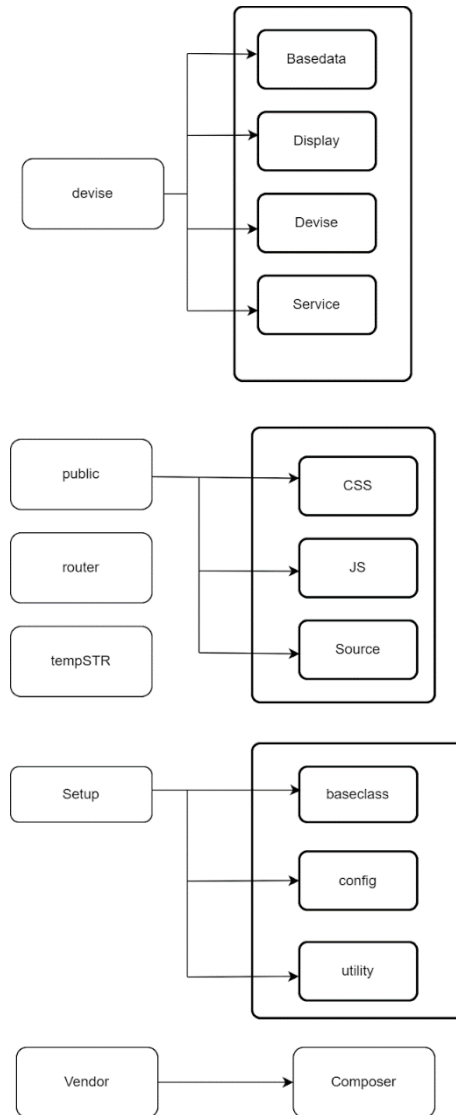 Basedata
Display
devise
Devise
Service
public
CSS
router
JS
tempSTR
Source
Setup
baseclass
config
utility
Vendor
Composer